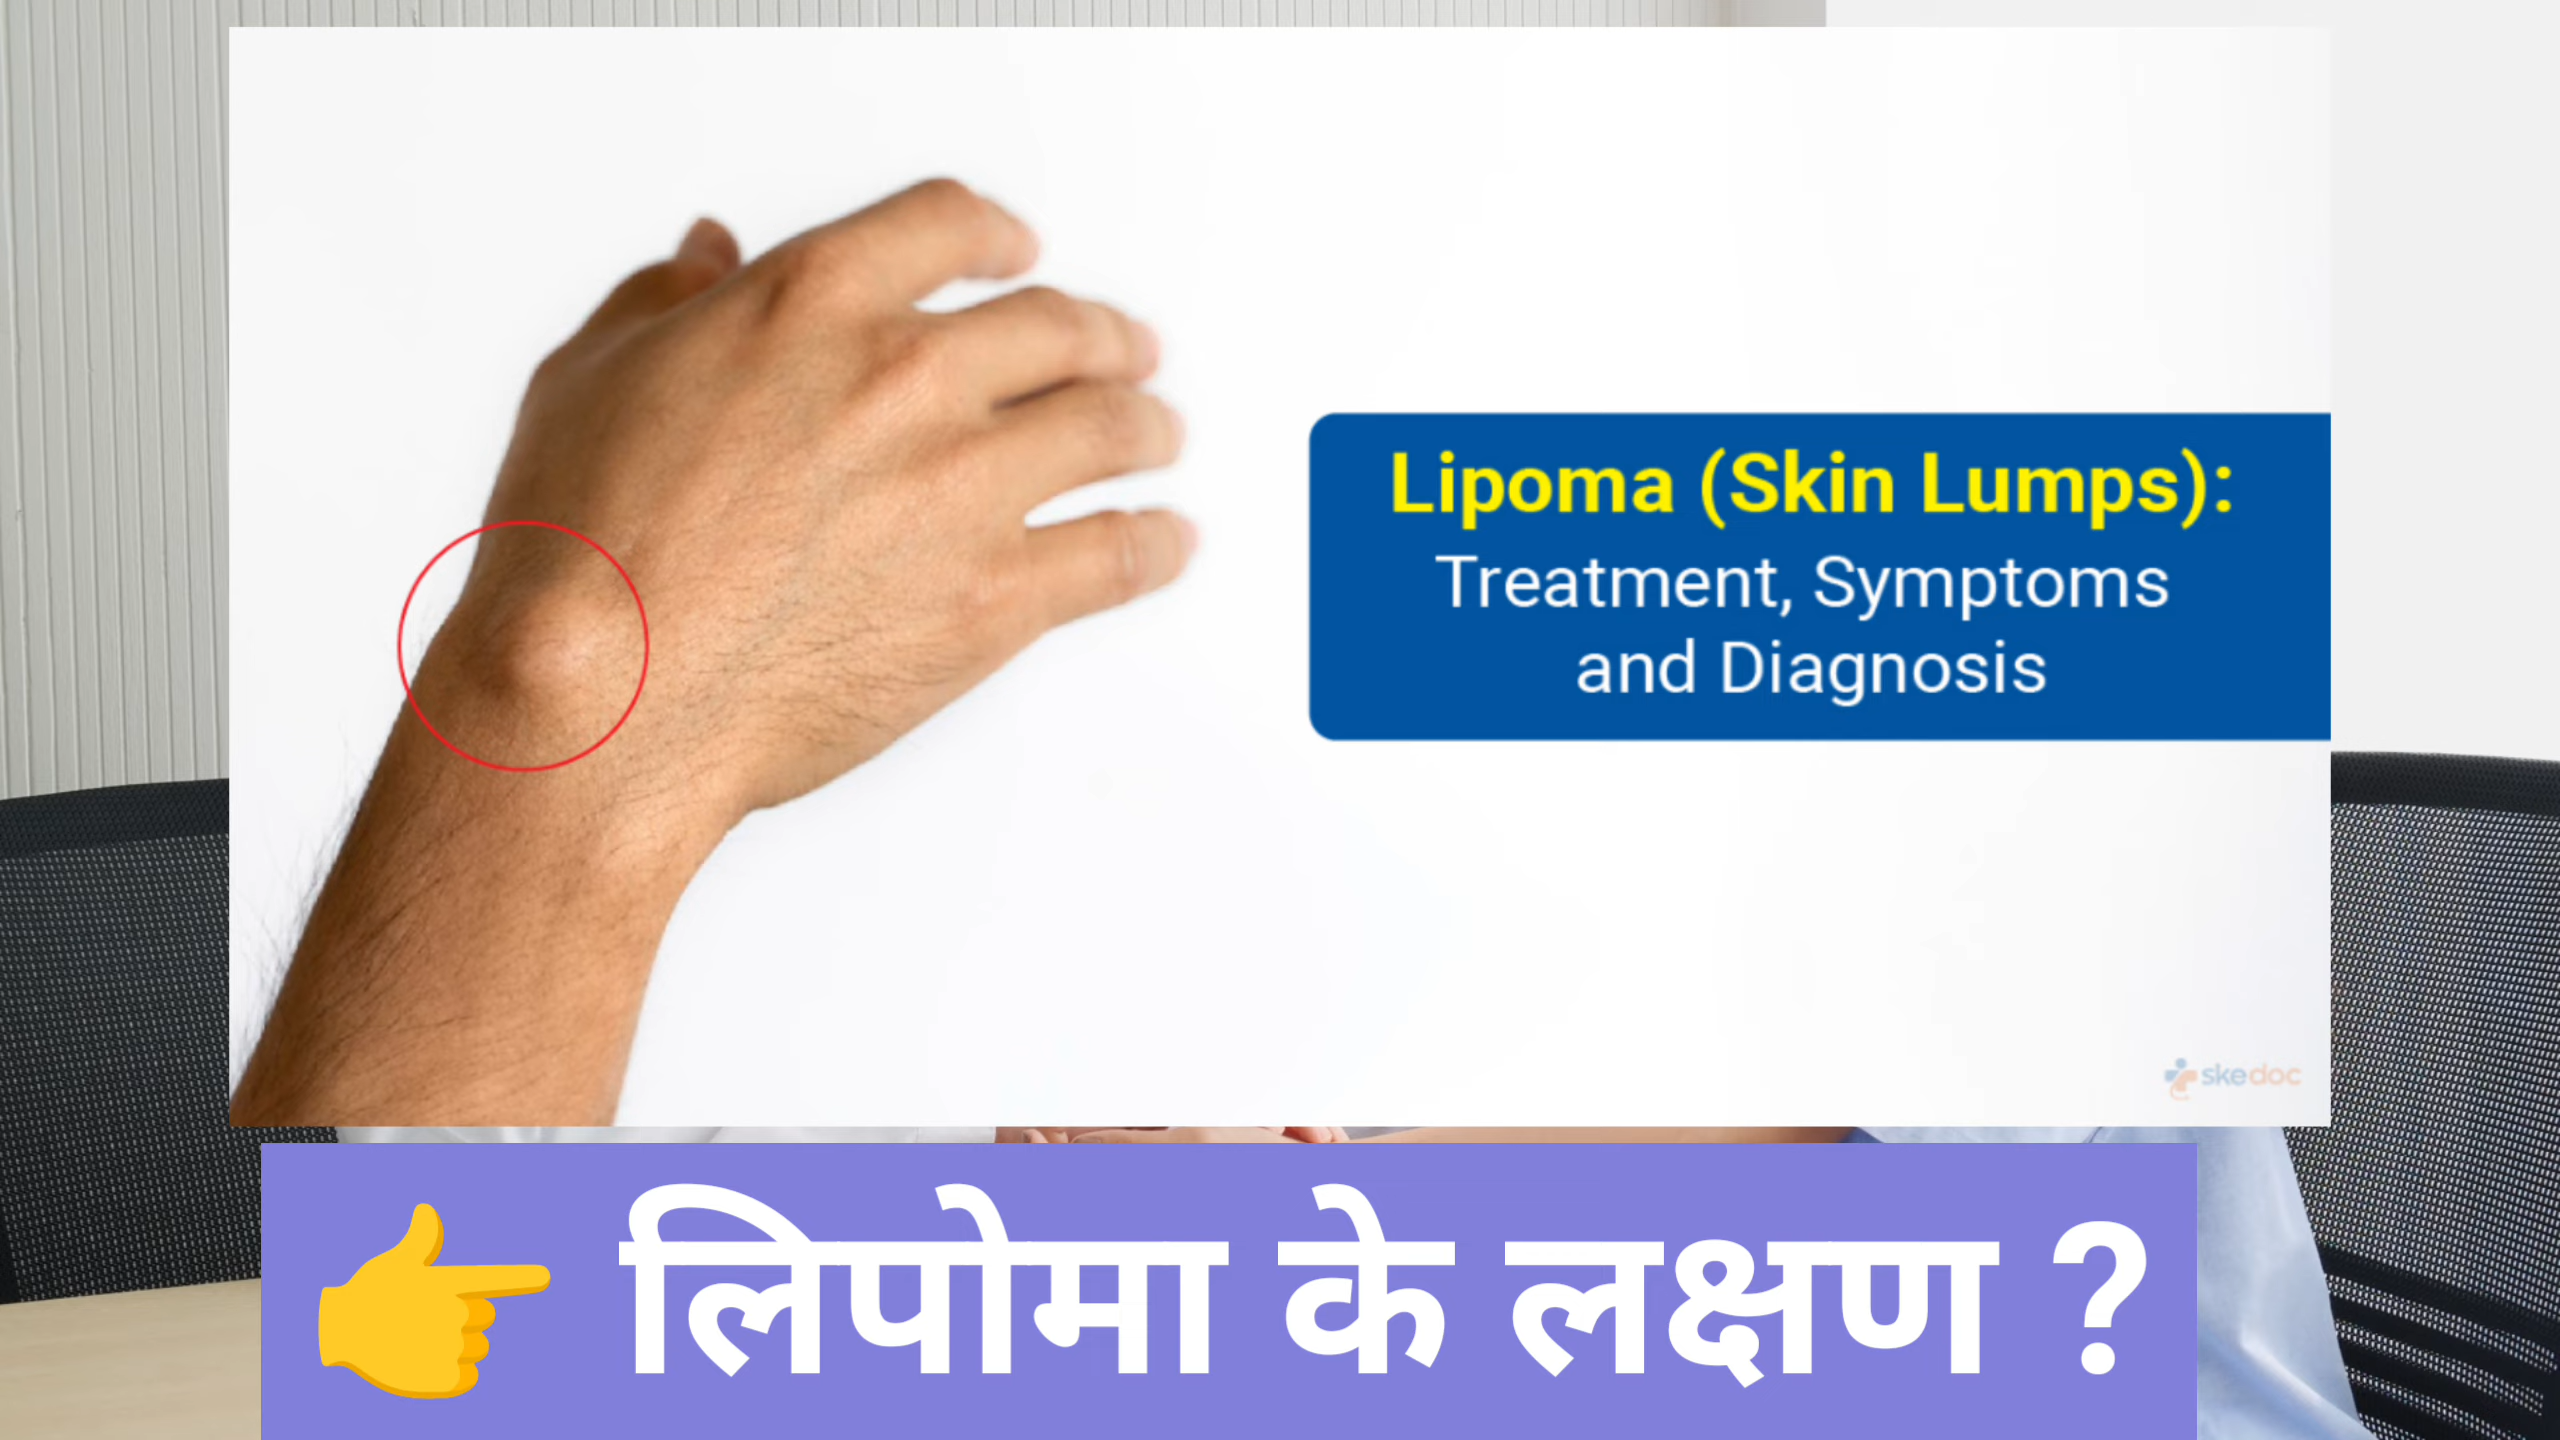 Lipoma (Skin Lumps):
Treatment, Symptoms
and Diagnosis
skedoc
👉 लिपोमा के लक्षण ?